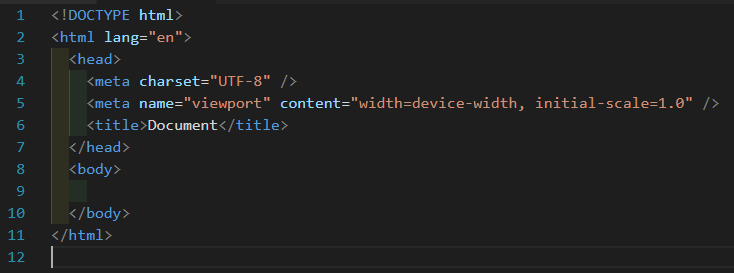 1 <!DOCTYPE html>
2 <html lang="en">
3   <head>
4     <meta charset="UTF-8" />
5     <meta name="viewport" content="width=device-width, initial-scale=1.0" />
6     <title>Document</title>
7   </head>
8   <body>
9
10   </body>
11 </html>
12